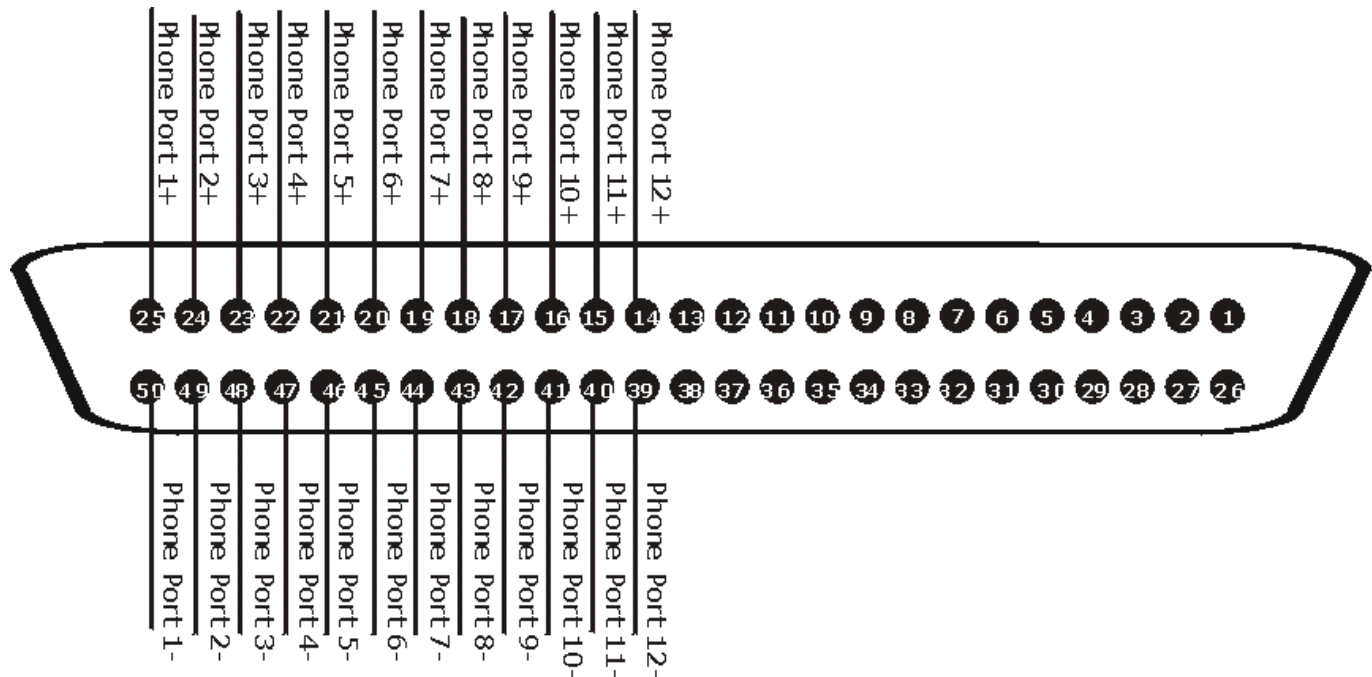 Phone Port 1+
Phone Port 2+
Phone Port 3+
Phone Port 4+
Phone Port 5+
Phone Port 6+
Phone Port 7+
Phone Port 8+
Phone Port 9+
Phone Port 10+
Phone Port 11+
Phone Port 12+
25 24 23 22 21 20 19 18 17 16 15 14 13 12 11 10 9 8 7 6 5 4 3 2 1
50 49 48 47 46 45 44 43 42 41 40 39 38 37 36 35 34 33 32 31 30 29 28 27 26
Phone Port 1-
Phone Port 2-
Phone Port 3-
Phone Port 4-
Phone Port 5-
Phone Port 6-
Phone Port 7-
Phone Port 8-
Phone Port 9-
Phone Port 10-
Phone Port 11-
Phone Port 12-